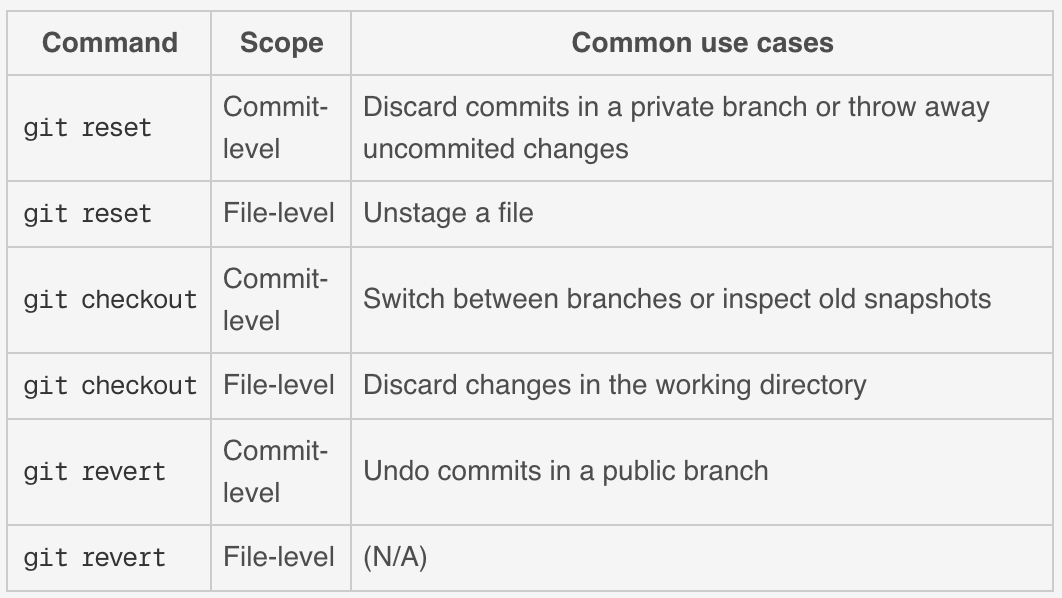 Command Scope Common use cases
git reset Commit-level Discard commits in a private branch or throw away
uncommited changes
git reset File-level Unstage a file
git checkout Commit-level Switch between branches or inspect old snapshots
git checkout File-level Discard changes in the working directory
git revert Commit-level Undo commits in a public branch
git revert File-level (N/A)